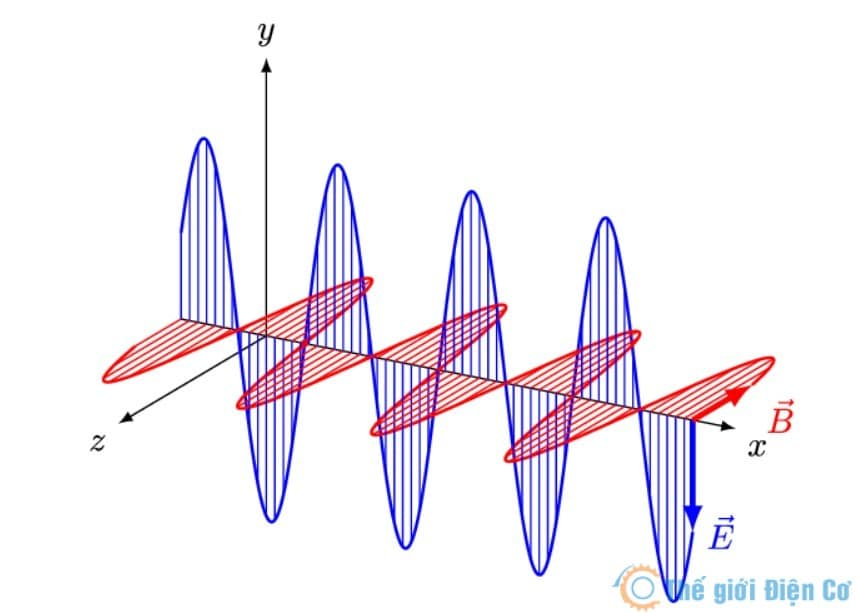 y
z
x
B⃗
E⃗
Thế giới Điện Cơ